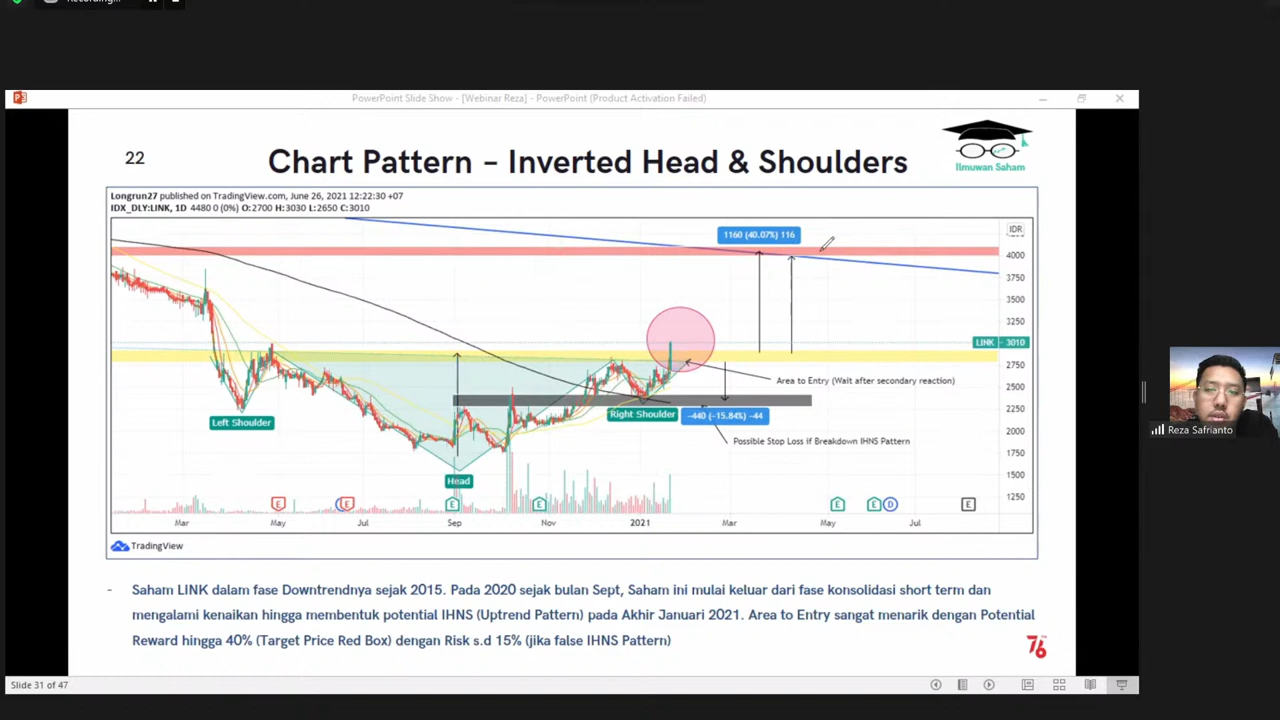 Recording...
PowerPoint Slide Show - [Webinar Reza] - PowerPoint (Product Activation Failed)
22
Chart Pattern – Inverted Head & Shoulders
Ilmuwan Saham
Longrun27 published on TradingView.com, June 26, 2021 12:22:30 +07
IDX_DLY:LINK, 1D 4480 0 (0%) O:2700 H:3030 L:2650 C:3010
IDR
1160 (40.07%) 116
4000
3750
3500
3250
LINK 3010
2750
2500
2250
2000
1750
1500
1250
Area to Entry (Wait after secondary reaction)
Left Shoulder
Right Shoulder
-440 (-15.84%) -44
Possible Stop Loss if Breakdown IHNS Pattern
Head
E
E
E
E
E
E
D
E
Mar
May
Jul
Sep
Nov
2021
Mar
May
Jul
TradingView
- Saham LINK dalam fase Downtrendnya sejak 2015. Pada 2020 sejak bulan Sept, Saham ini mulai keluar dari fase konsolidasi short term dan
mengalami kenaikan hingga membentuk potential IHNS (Uptrend Pattern) pada Akhir Januari 2021. Area to Entry sangat menarik dengan Potential
Reward hingga 40% (Target Price Red Box) dengan Risk s.d 15% (jika false IHNS Pattern)
76
Slide 31 of 47
Reza Safrianto